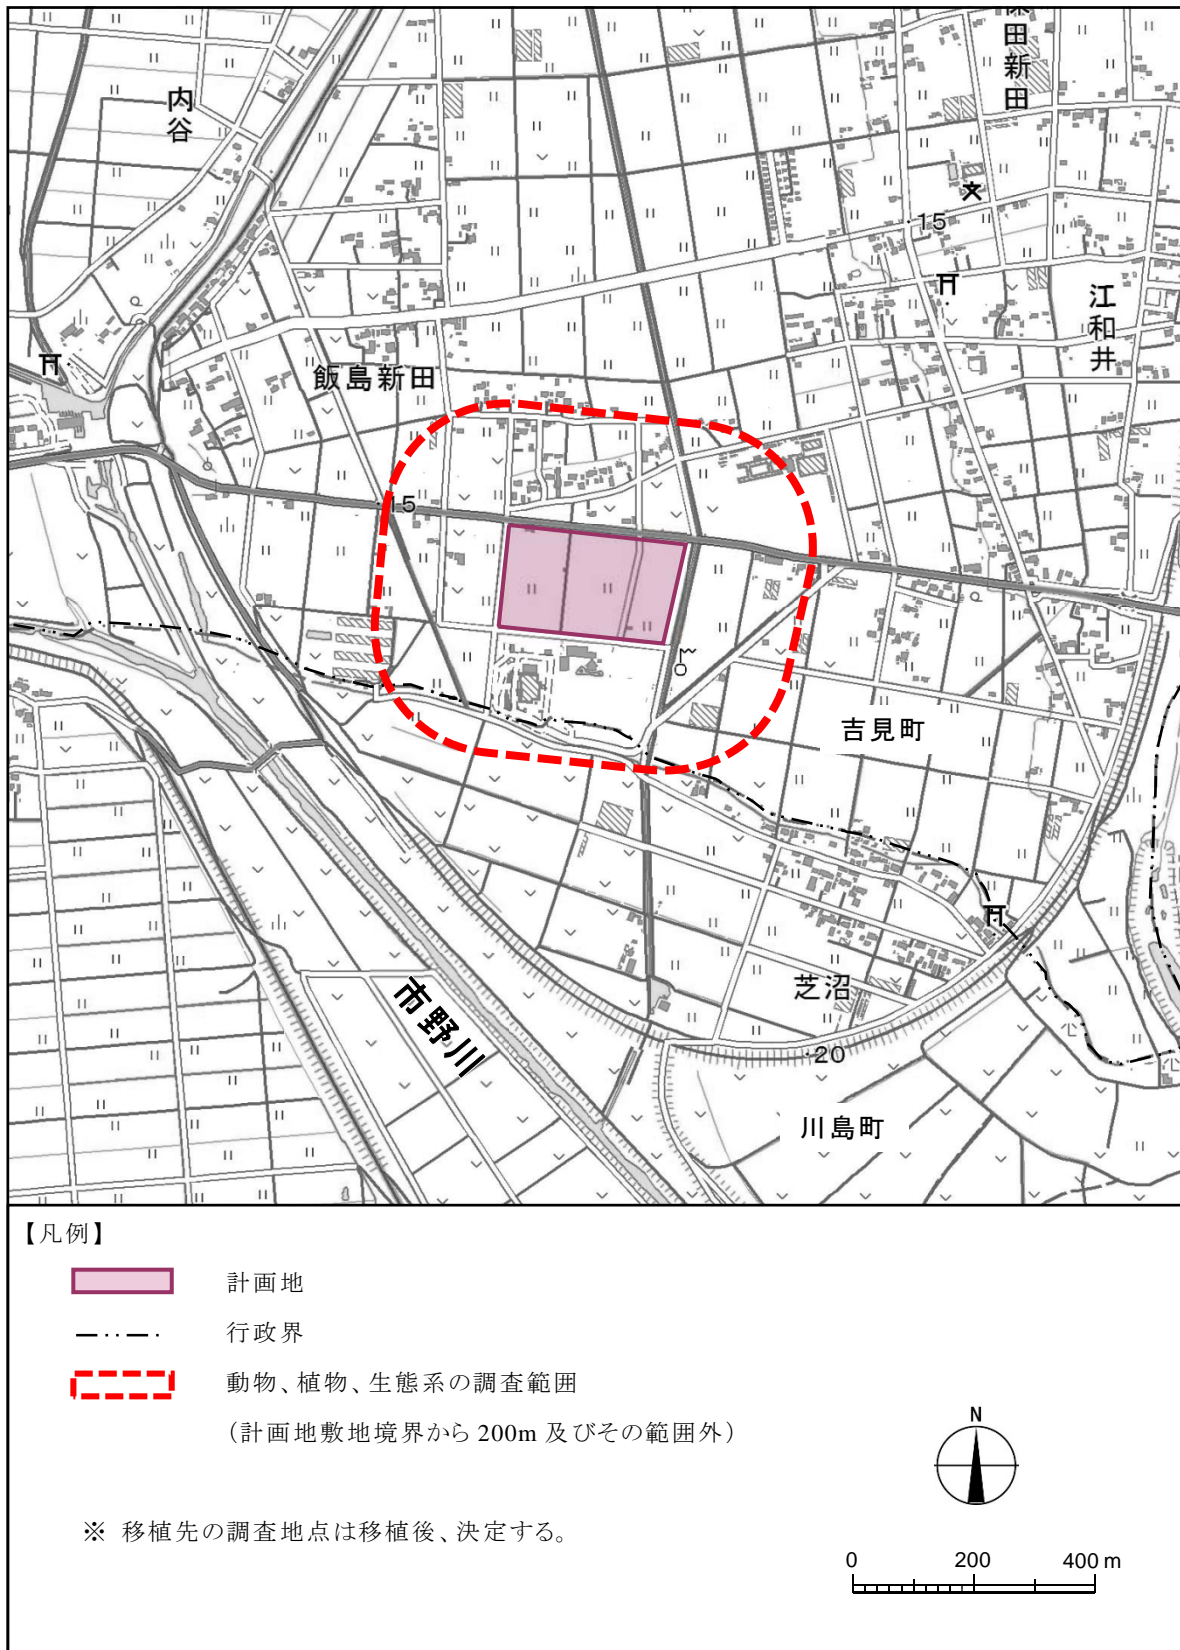 内谷
田新田
15
江和井
飯島新田
15
吉見町
芝沼
市野川
20
川島町
【凡例】
計画地
行政界
動物、植物、生態系の調査範囲
（計画地敷地境界から 200m 及びその範囲外）
N
※ 移植先の調査地点は移植後、決定する。
0 200 400 m